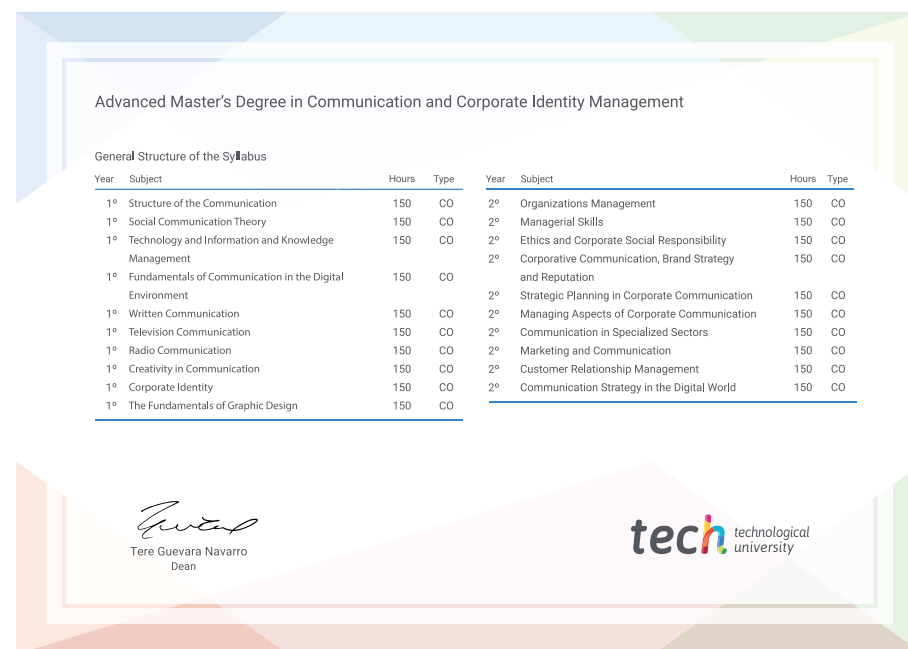 Advanced Master's Degree in Communication and Corporate Identity Management
General Structure of the Syllabus
Year Subject Hours Type
1º Structure of the Communication 150 CO
1º Social Communication Theory 150 CO
1º Technology and Information and Knowledge 150 CO
Management
1º Fundamentals of Communication in the Digital 150 CO
Environment
1º Written Communication 150 CO
1º Television Communication 150 CO
1º Radio Communication 150 CO
1º Creativity in Communication 150 CO
1º Corporate Identity 150 CO
1º The Fundamentals of Graphic Design 150 CO
Year Subject Hours Type
2º Organizations Management 150 CO
2º Managerial Skills 150 CO
2º Ethics and Corporate Social Responsibility 150 CO
2º Corporative Communication, Brand Strategy 150 CO
and Reputation
2º Strategic Planning in Corporate Communication 150 CO
2º Managing Aspects of Corporate Communication 150 CO
2º Communication in Specialized Sectors 150 CO
2º Marketing and Communication 150 CO
2º Customer Relationship Management 150 CO
2º Communication Strategy in the Digital World 150 CO
Tere Guevara Navarro
Dean
tech technological
university